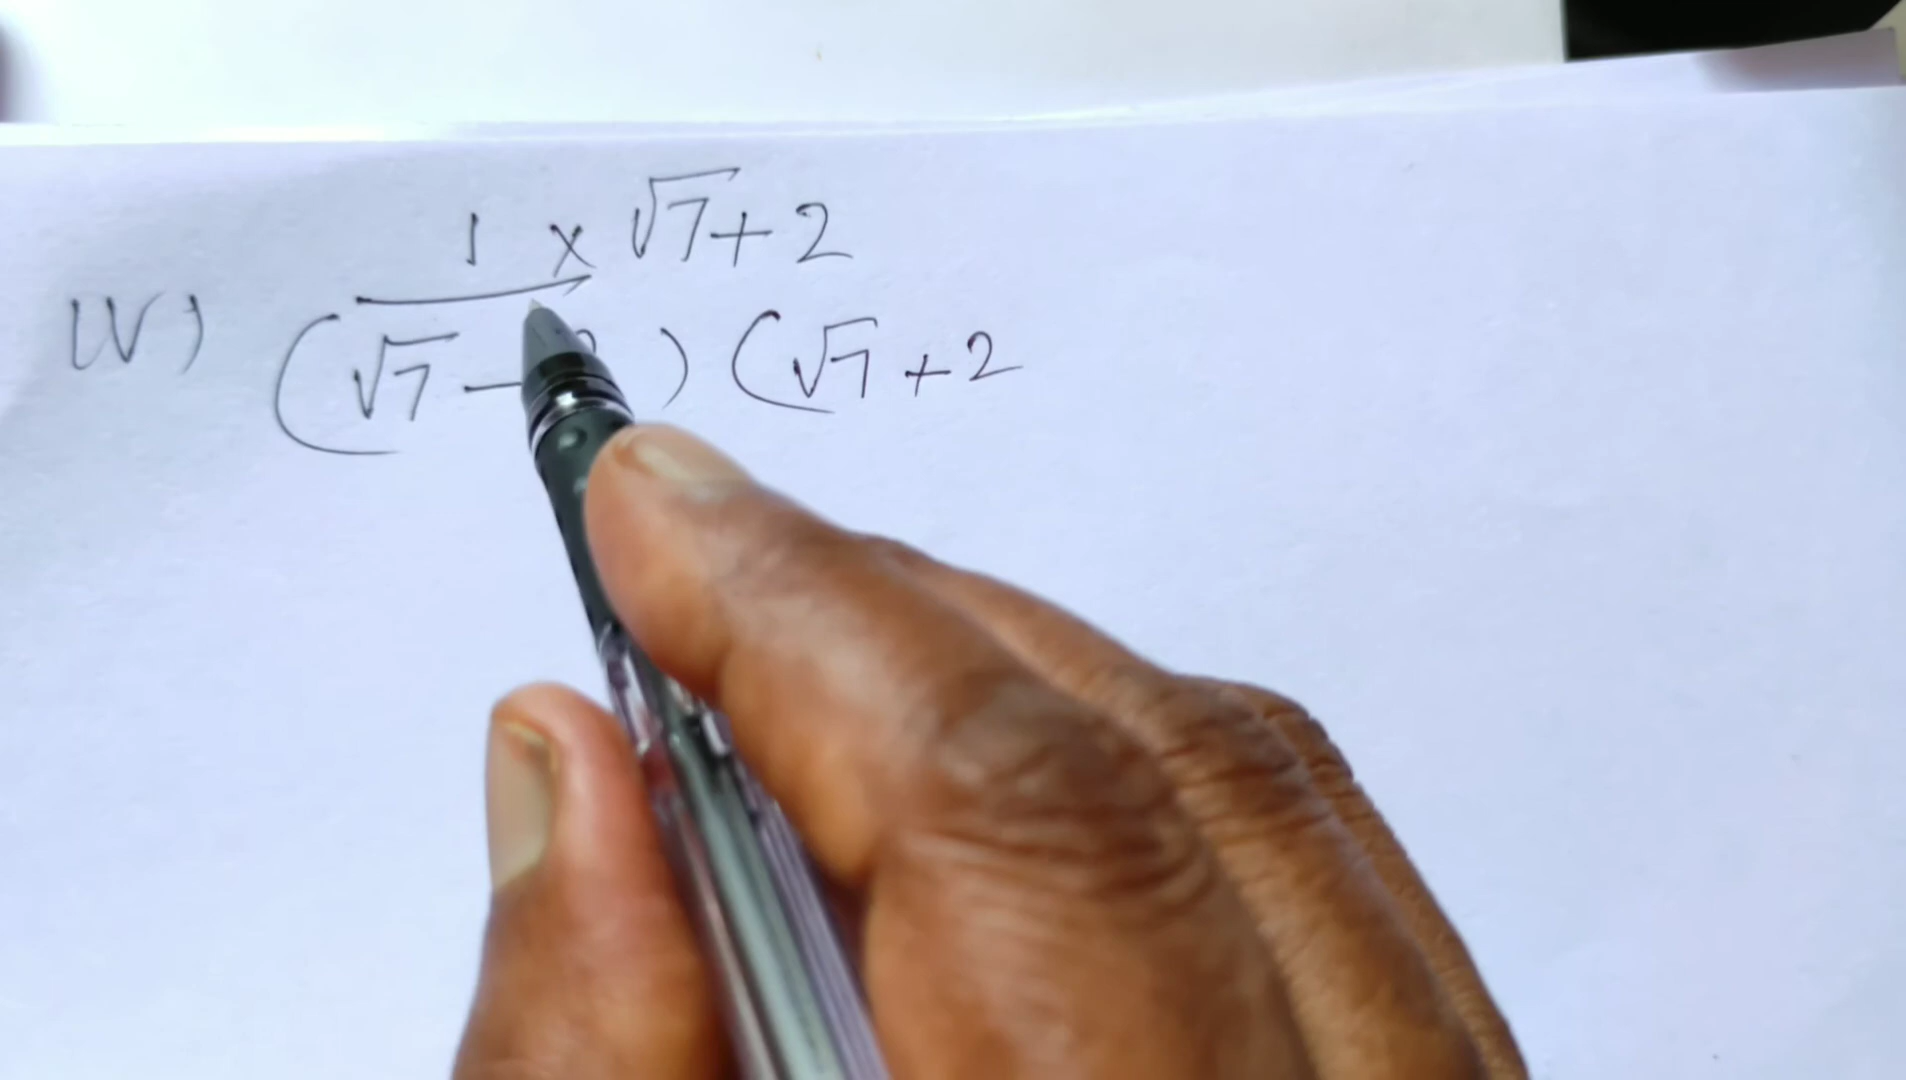 1 × √7 + 2
(IV) (√7 - ) (√7 + 2